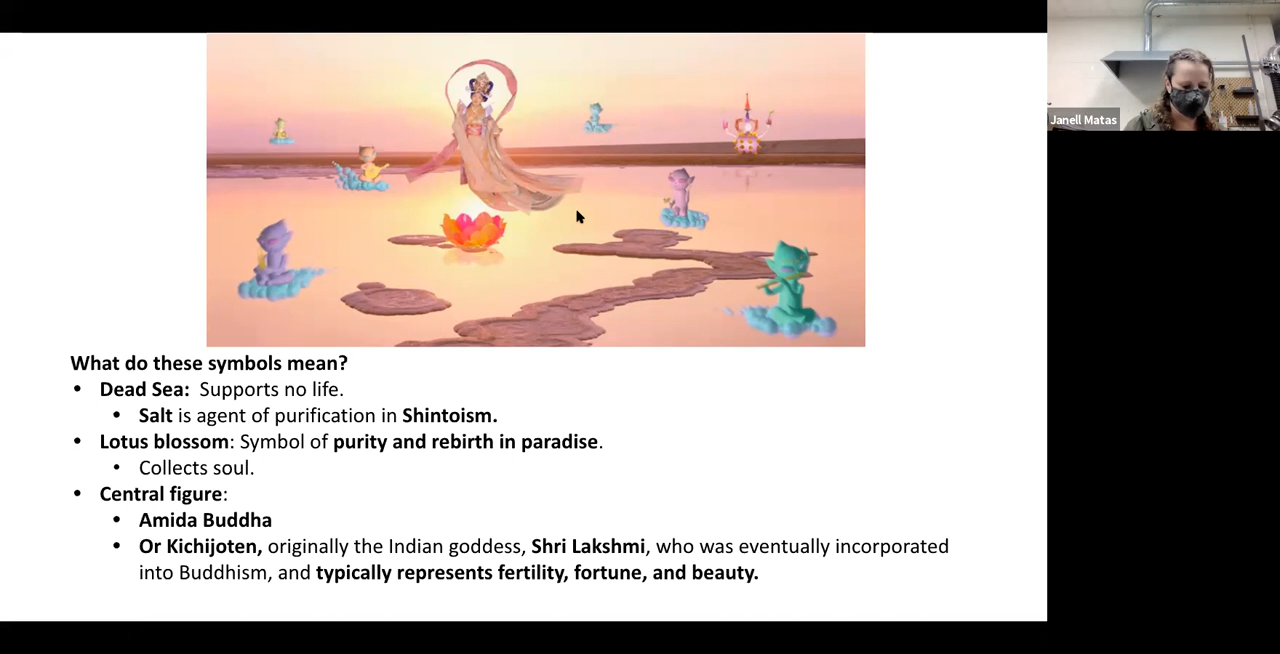 Janell Matas
What do these symbols mean?
• Dead Sea: Supports no life.
• Salt is agent of purification in Shintoism.
• Lotus blossom: Symbol of purity and rebirth in paradise.
• Collects soul.
• Central figure:
• Amida Buddha
• Or Kichijoten, originally the Indian goddess, Shri Lakshmi, who was eventually incorporated
into Buddhism, and typically represents fertility, fortune, and beauty.